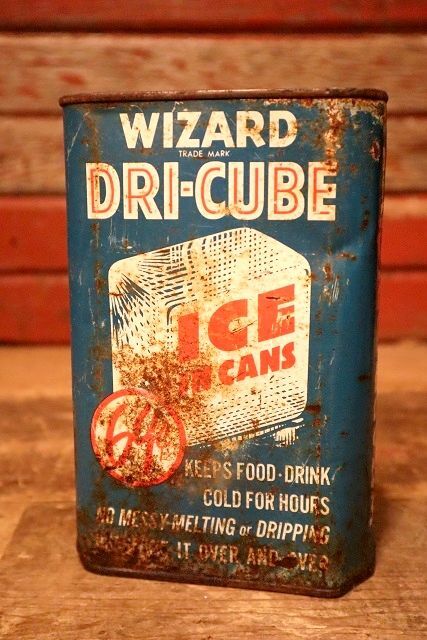 WIZARD
TRADE MARK
DRI-CUBE
ICE
IN CANS
KEEPS FOOD-DRINK
COLD FOR HOURS
NO MESSY-MELTING or DRIPPING
IT OVER AND OVER